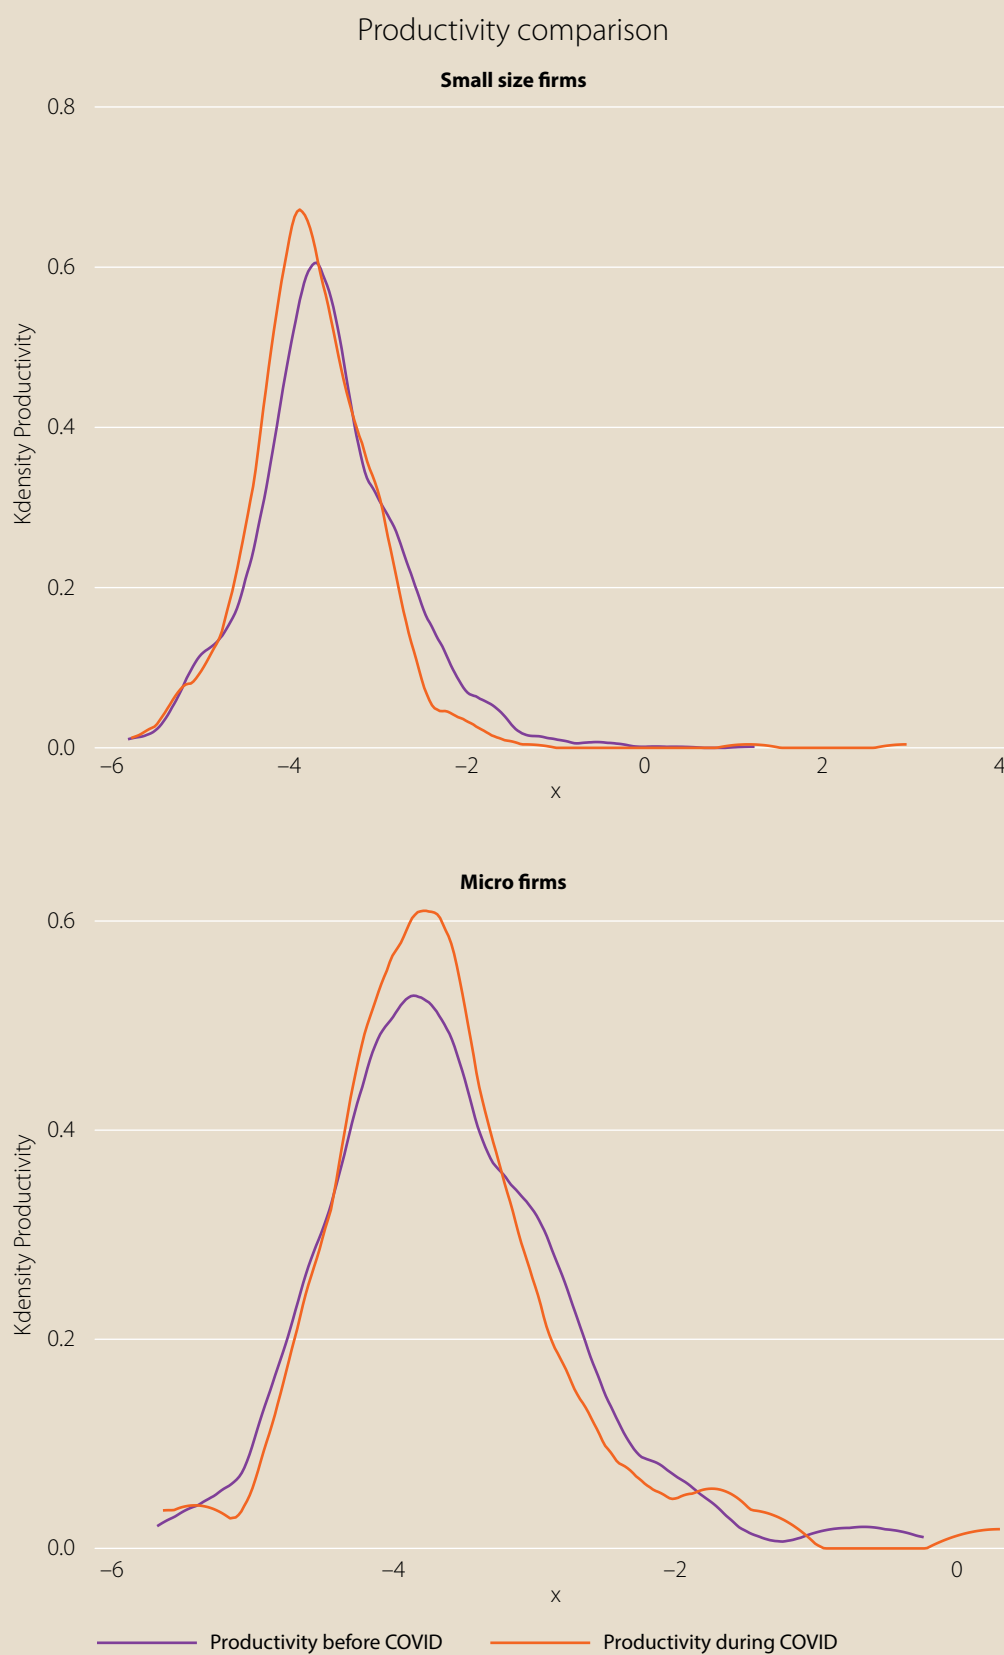 Productivity comparison
Small size firms
0.8
0.6
0.4
0.2
0.0
Kdensity Productivity
–6 –4 –2 0 2 4
x
Micro firms
0.6
0.4
0.2
0.0
Kdensity Productivity
–6 –4 –2 0
x
Productivity before COVID Productivity during COVID